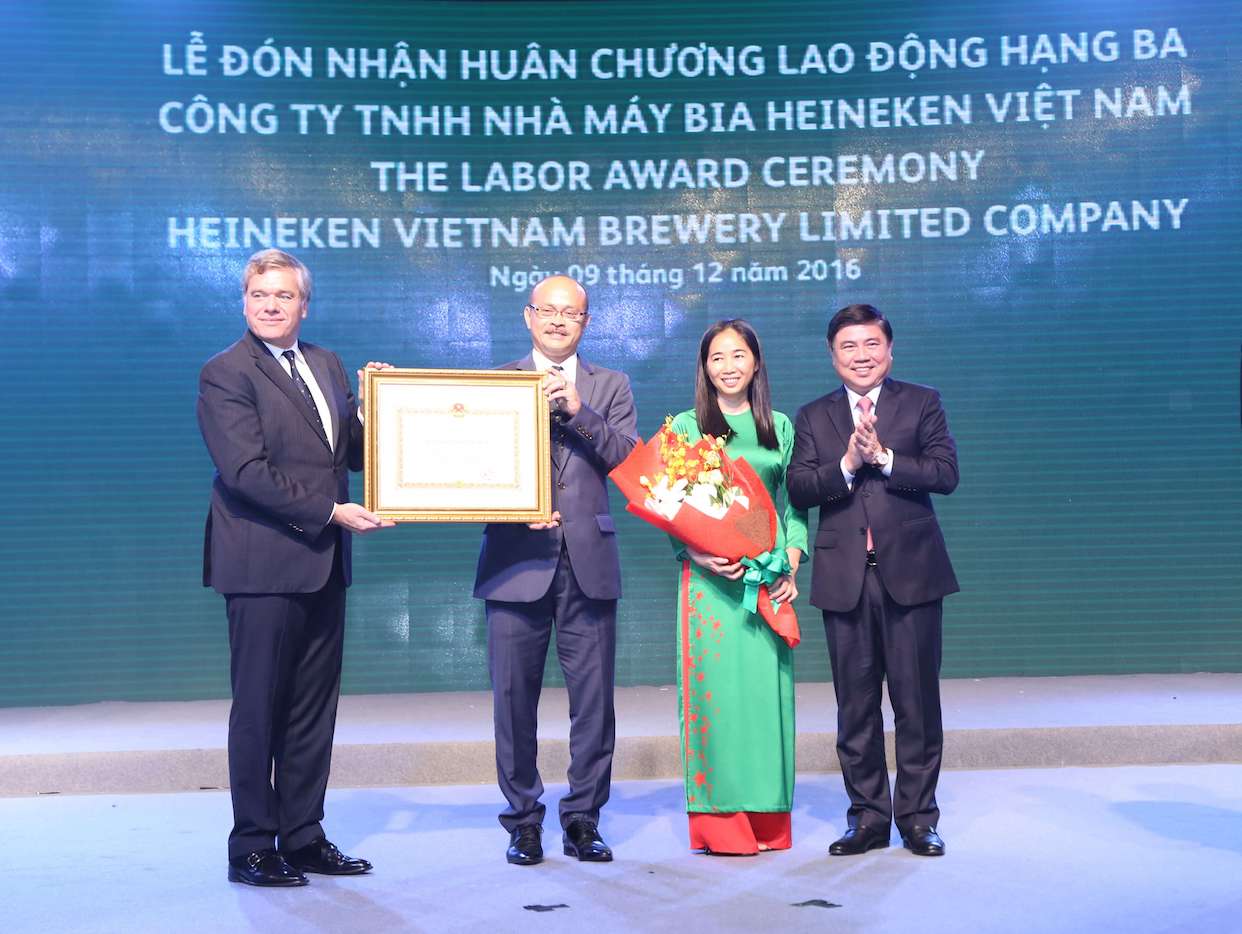 LỄ ĐÓN NHẬN HUÂN CHƯƠNG LAO ĐỘNG HẠNG BA
CÔNG TY TNHH NHÀ MÁY BIA HEINEKEN VIỆT NAM
THE LABOR AWARD CEREMONY
HEINEKEN VIETNAM BREWERY LIMITED COMPANY
Ngày 09 tháng 12 năm 2016